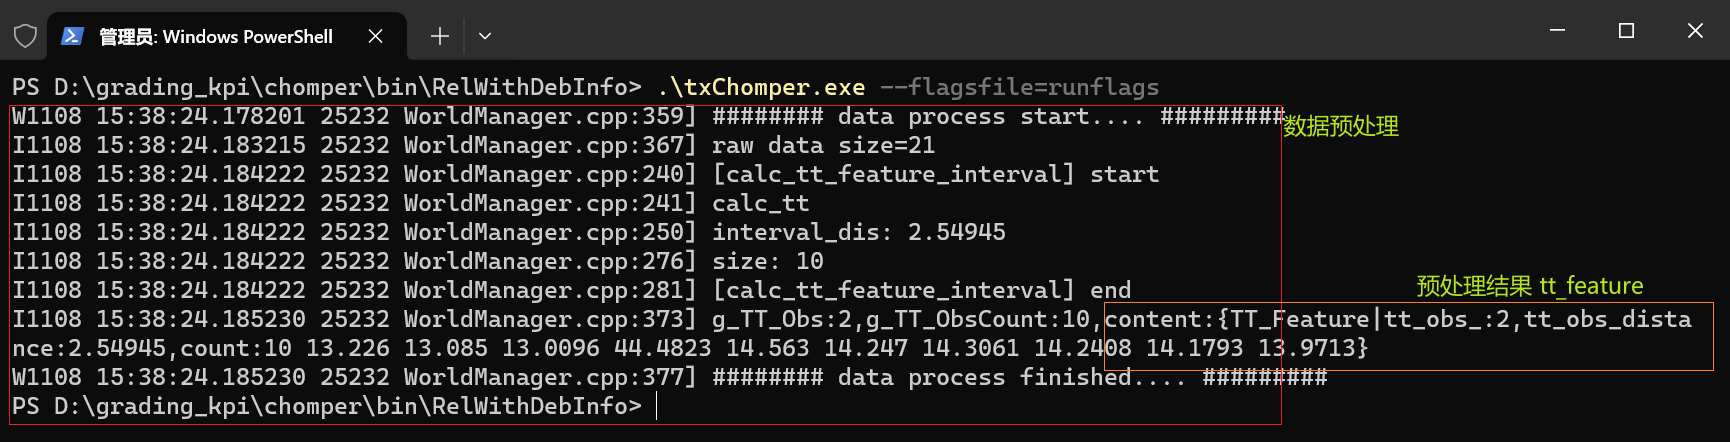 管理员: Windows PowerShell
PS D:\grading_kpi\chomper\bin\RelWithDebInfo> .\txChomper.exe --flagsfile=runflags
W1108 15:38:24.178201 25232 WorldManager.cpp:359] ######## data process start.... #########
数据预处理
I1108 15:38:24.183215 25232 WorldManager.cpp:367] raw data size=21
I1108 15:38:24.184222 25232 WorldManager.cpp:240] [calc_tt_feature_interval] start
I1108 15:38:24.184222 25232 WorldManager.cpp:241] calc_tt
I1108 15:38:24.184222 25232 WorldManager.cpp:250] interval_dis: 2.54945
I1108 15:38:24.184222 25232 WorldManager.cpp:276] size: 10
I1108 15:38:24.184222 25232 WorldManager.cpp:281] [calc_tt_feature_interval] end
预处理结果 tt_feature
I1108 15:38:24.185230 25232 WorldManager.cpp:373] g_TT_Obs:2,g_TT_ObsCount:10,content:{TT_Feature|tt_obs_:2,tt_obs_dista
nce:2.54945,count:10 13.226 13.085 13.0096 44.4823 14.563 14.247 14.3061 14.2408 14.1793 13.9713}
W1108 15:38:24.185230 25232 WorldManager.cpp:377] ######## data process finished.... #########
PS D:\grading_kpi\chomper\bin\RelWithDebInfo>